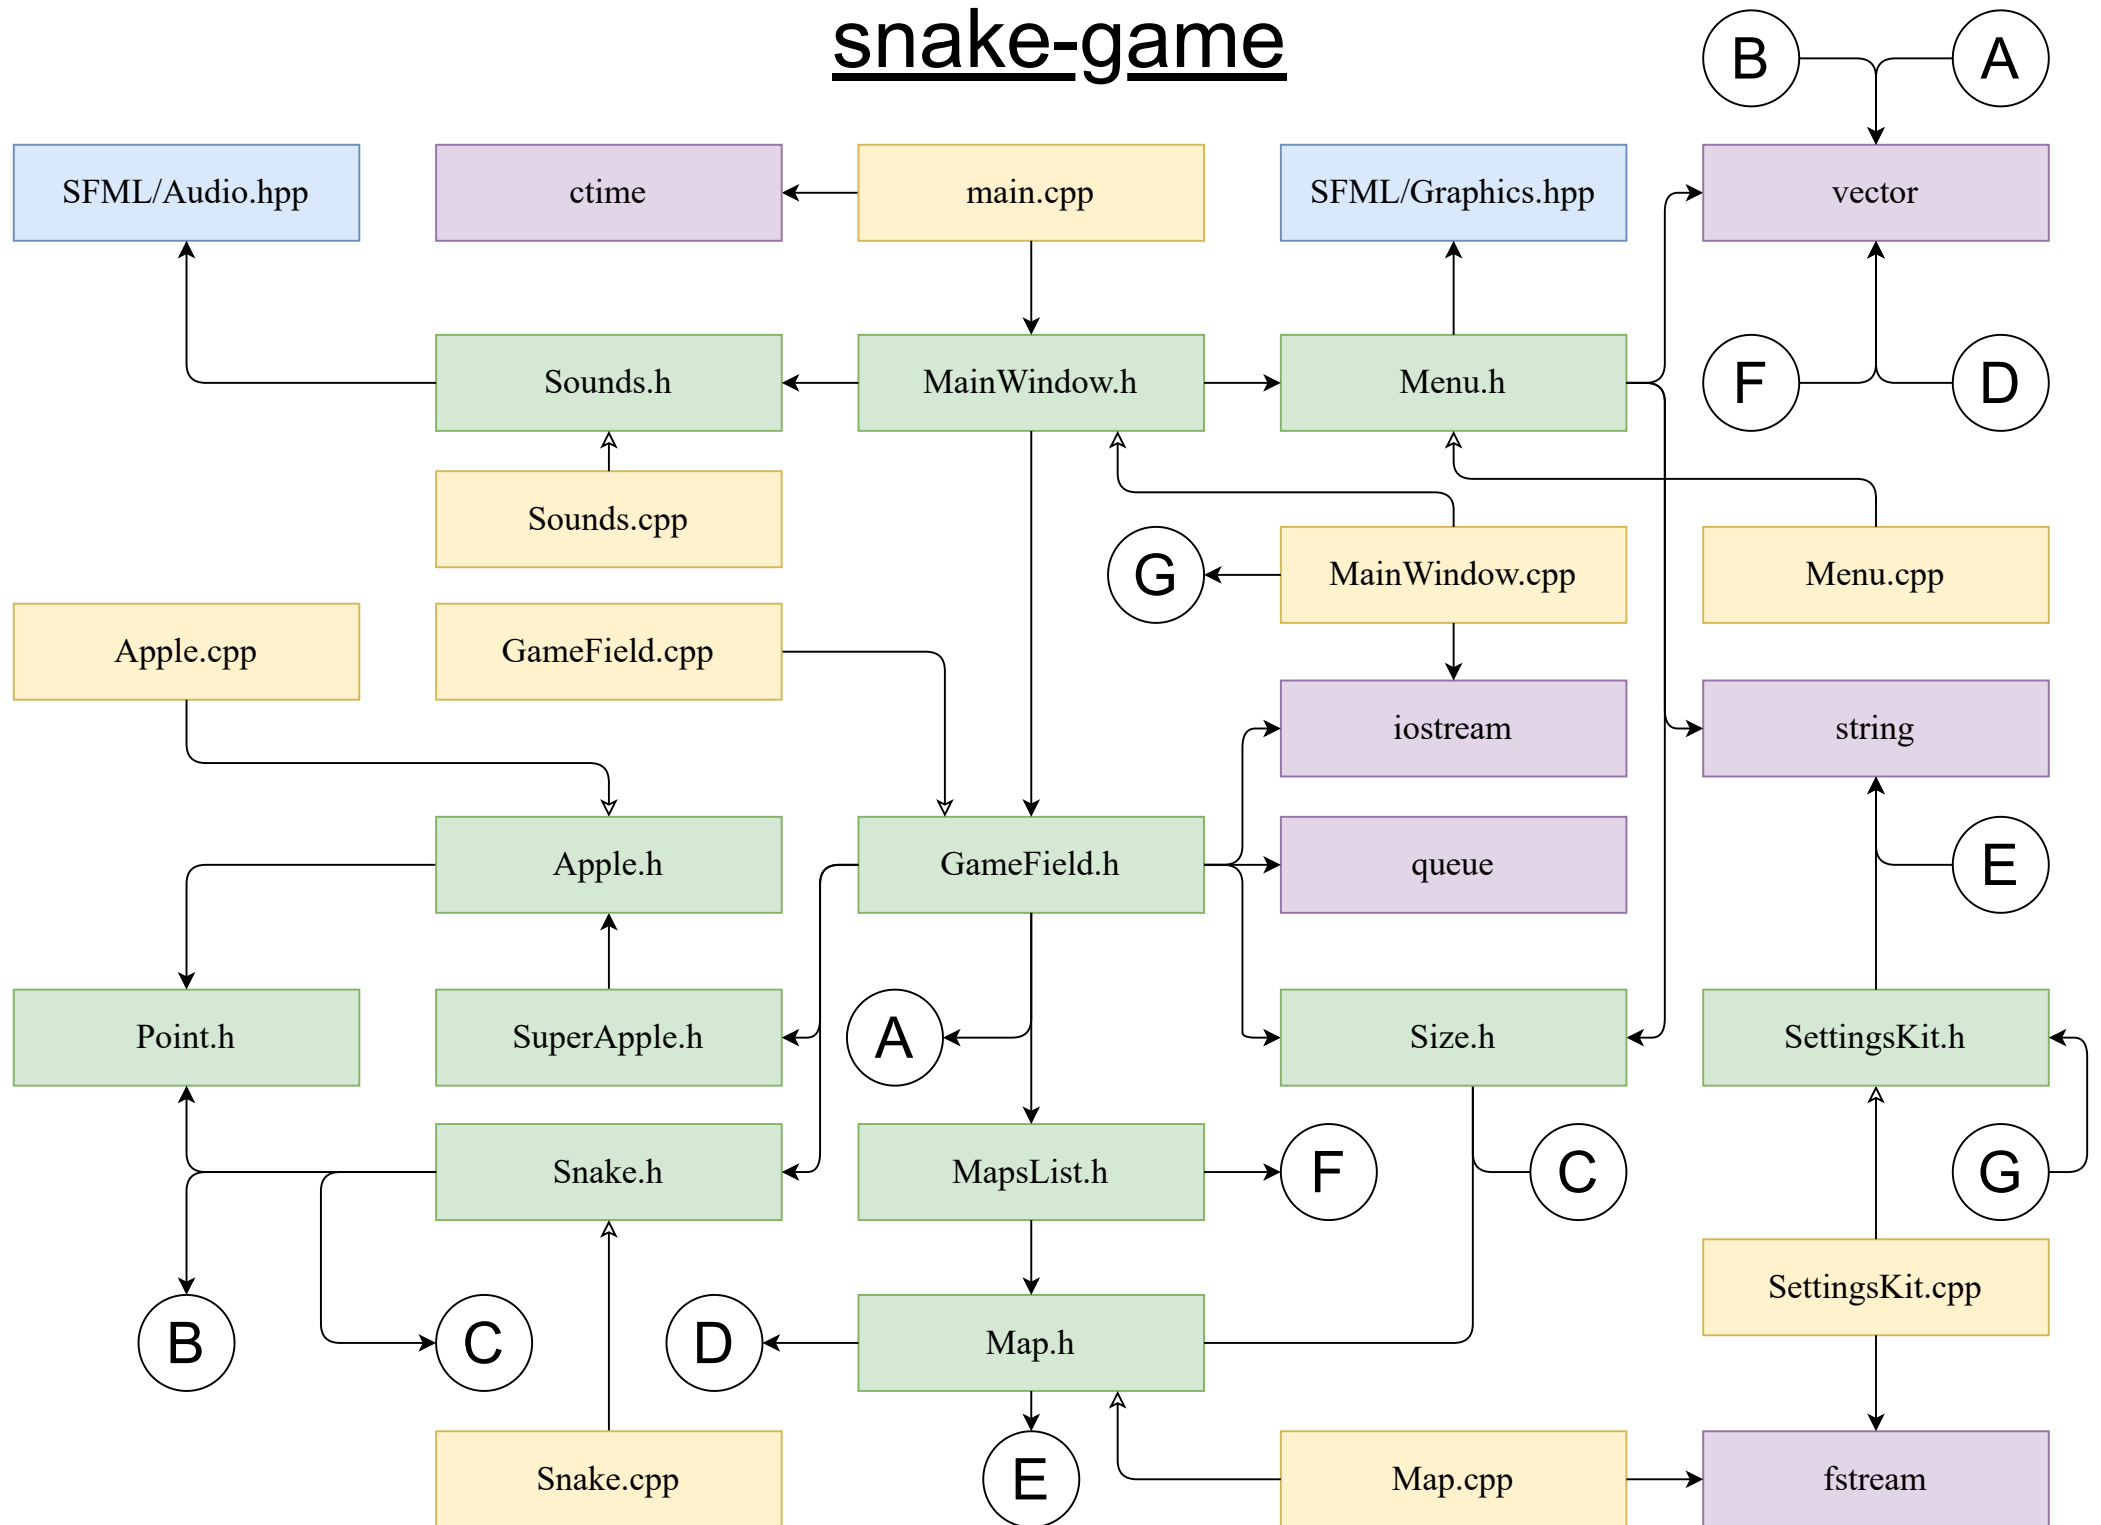 snake-game
B
A
SFML/Audio.hpp
ctime
main.cpp
SFML/Graphics.hpp
vector
Sounds.h
MainWindow.h
Menu.h
F
D
Sounds.cpp
G
MainWindow.cpp
Menu.cpp
Apple.cpp
GameField.cpp
iostream
string
Apple.h
GameField.h
queue
E
Point.h
SuperApple.h
A
Size.h
SettingsKit.h
Snake.h
MapsList.h
F
C
G
SettingsKit.cpp
B
C
D
Map.h
Snake.cpp
E
Map.cpp
fstream